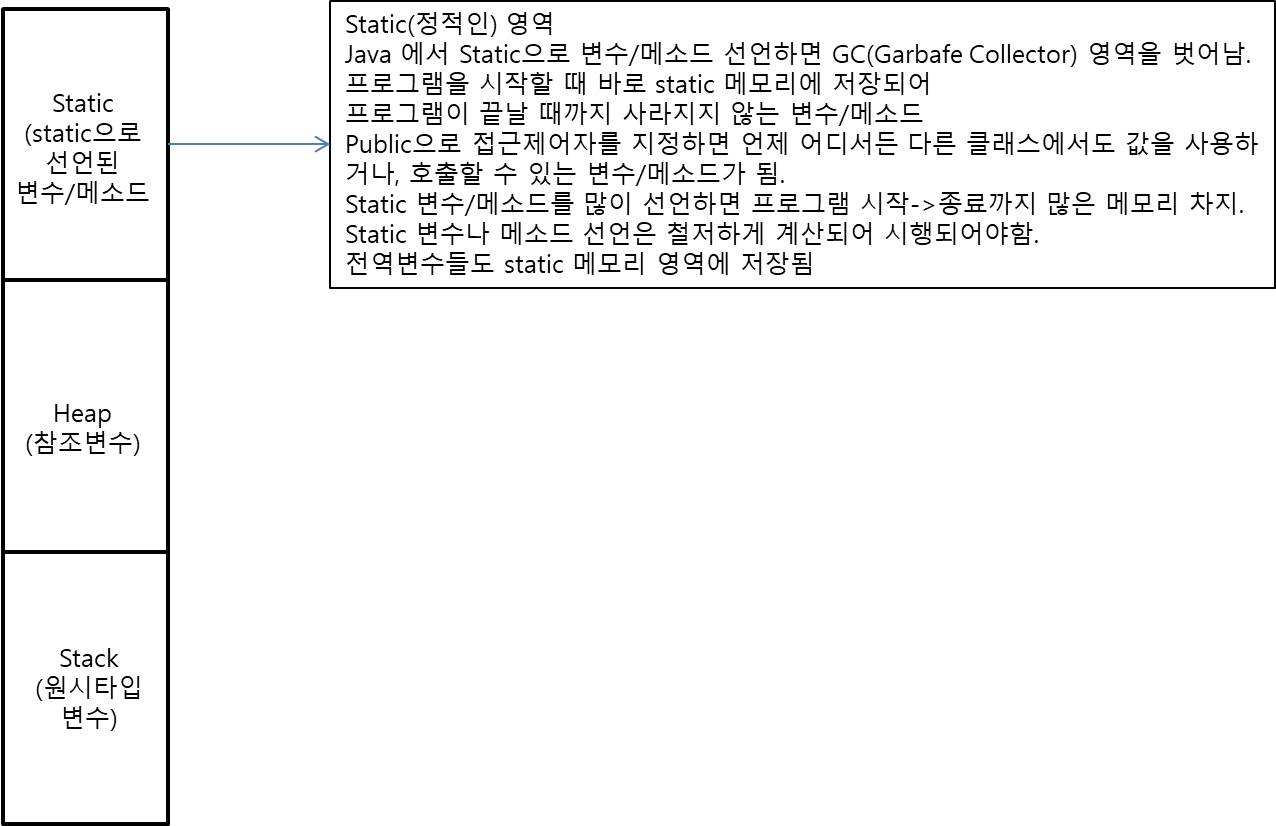 Static
(static으로
선언된
변수/메소드
Static(정적인) 영역
Java 에서 Static으로 변수/메소드 선언하면 GC(Garbafe Collector) 영역을 벗어남.
프로그램을 시작할 때 바로 static 메모리에 저장되어
프로그램이 끝날 때까지 사라지지 않는 변수/메소드
Public으로 접근제어자를 지정하면 언제 어디서든 다른 클래스에서도 값을 사용하
거나, 호출할 수 있는 변수/메소드가 됨.
Static 변수/메소드를 많이 선언하면 프로그램 시작->종료까지 많은 메모리 차지.
Static 변수나 메소드 선언은 철저하게 계산되어 시행되어야함.
전역변수들도 static 메모리 영역에 저장됨
Heap
(참조변수)
Stack
(원시타입
변수)